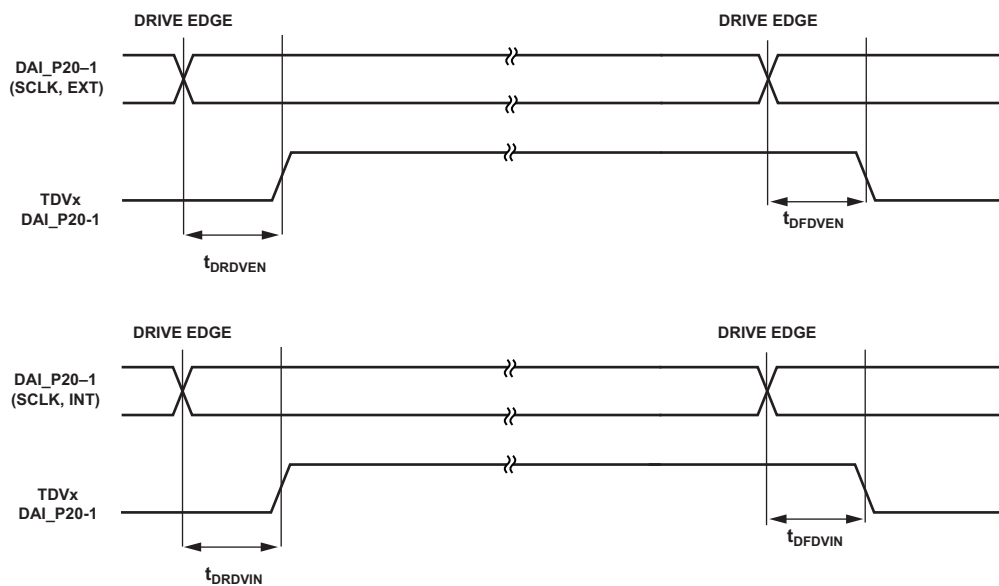 DRIVE EDGE DRIVE EDGE
DAI_P20–1
(SCLK, EXT)
TDVx
DAI_P20-1
tDRDVEN
tDFDVEN
DRIVE EDGE DRIVE EDGE
DAI_P20–1
(SCLK, INT)
TDVx
DAI_P20-1
tDRDVIN
tDFDVIN